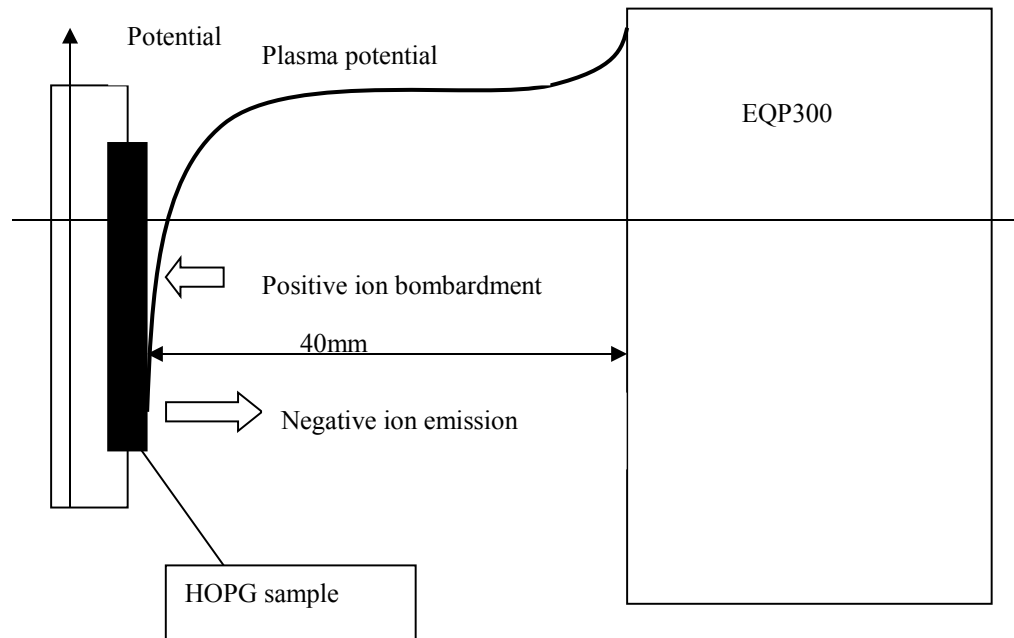 Potential
Plasma potential
EQP300
Positive ion bombardment
40mm
Negative ion emission
HOPG sample